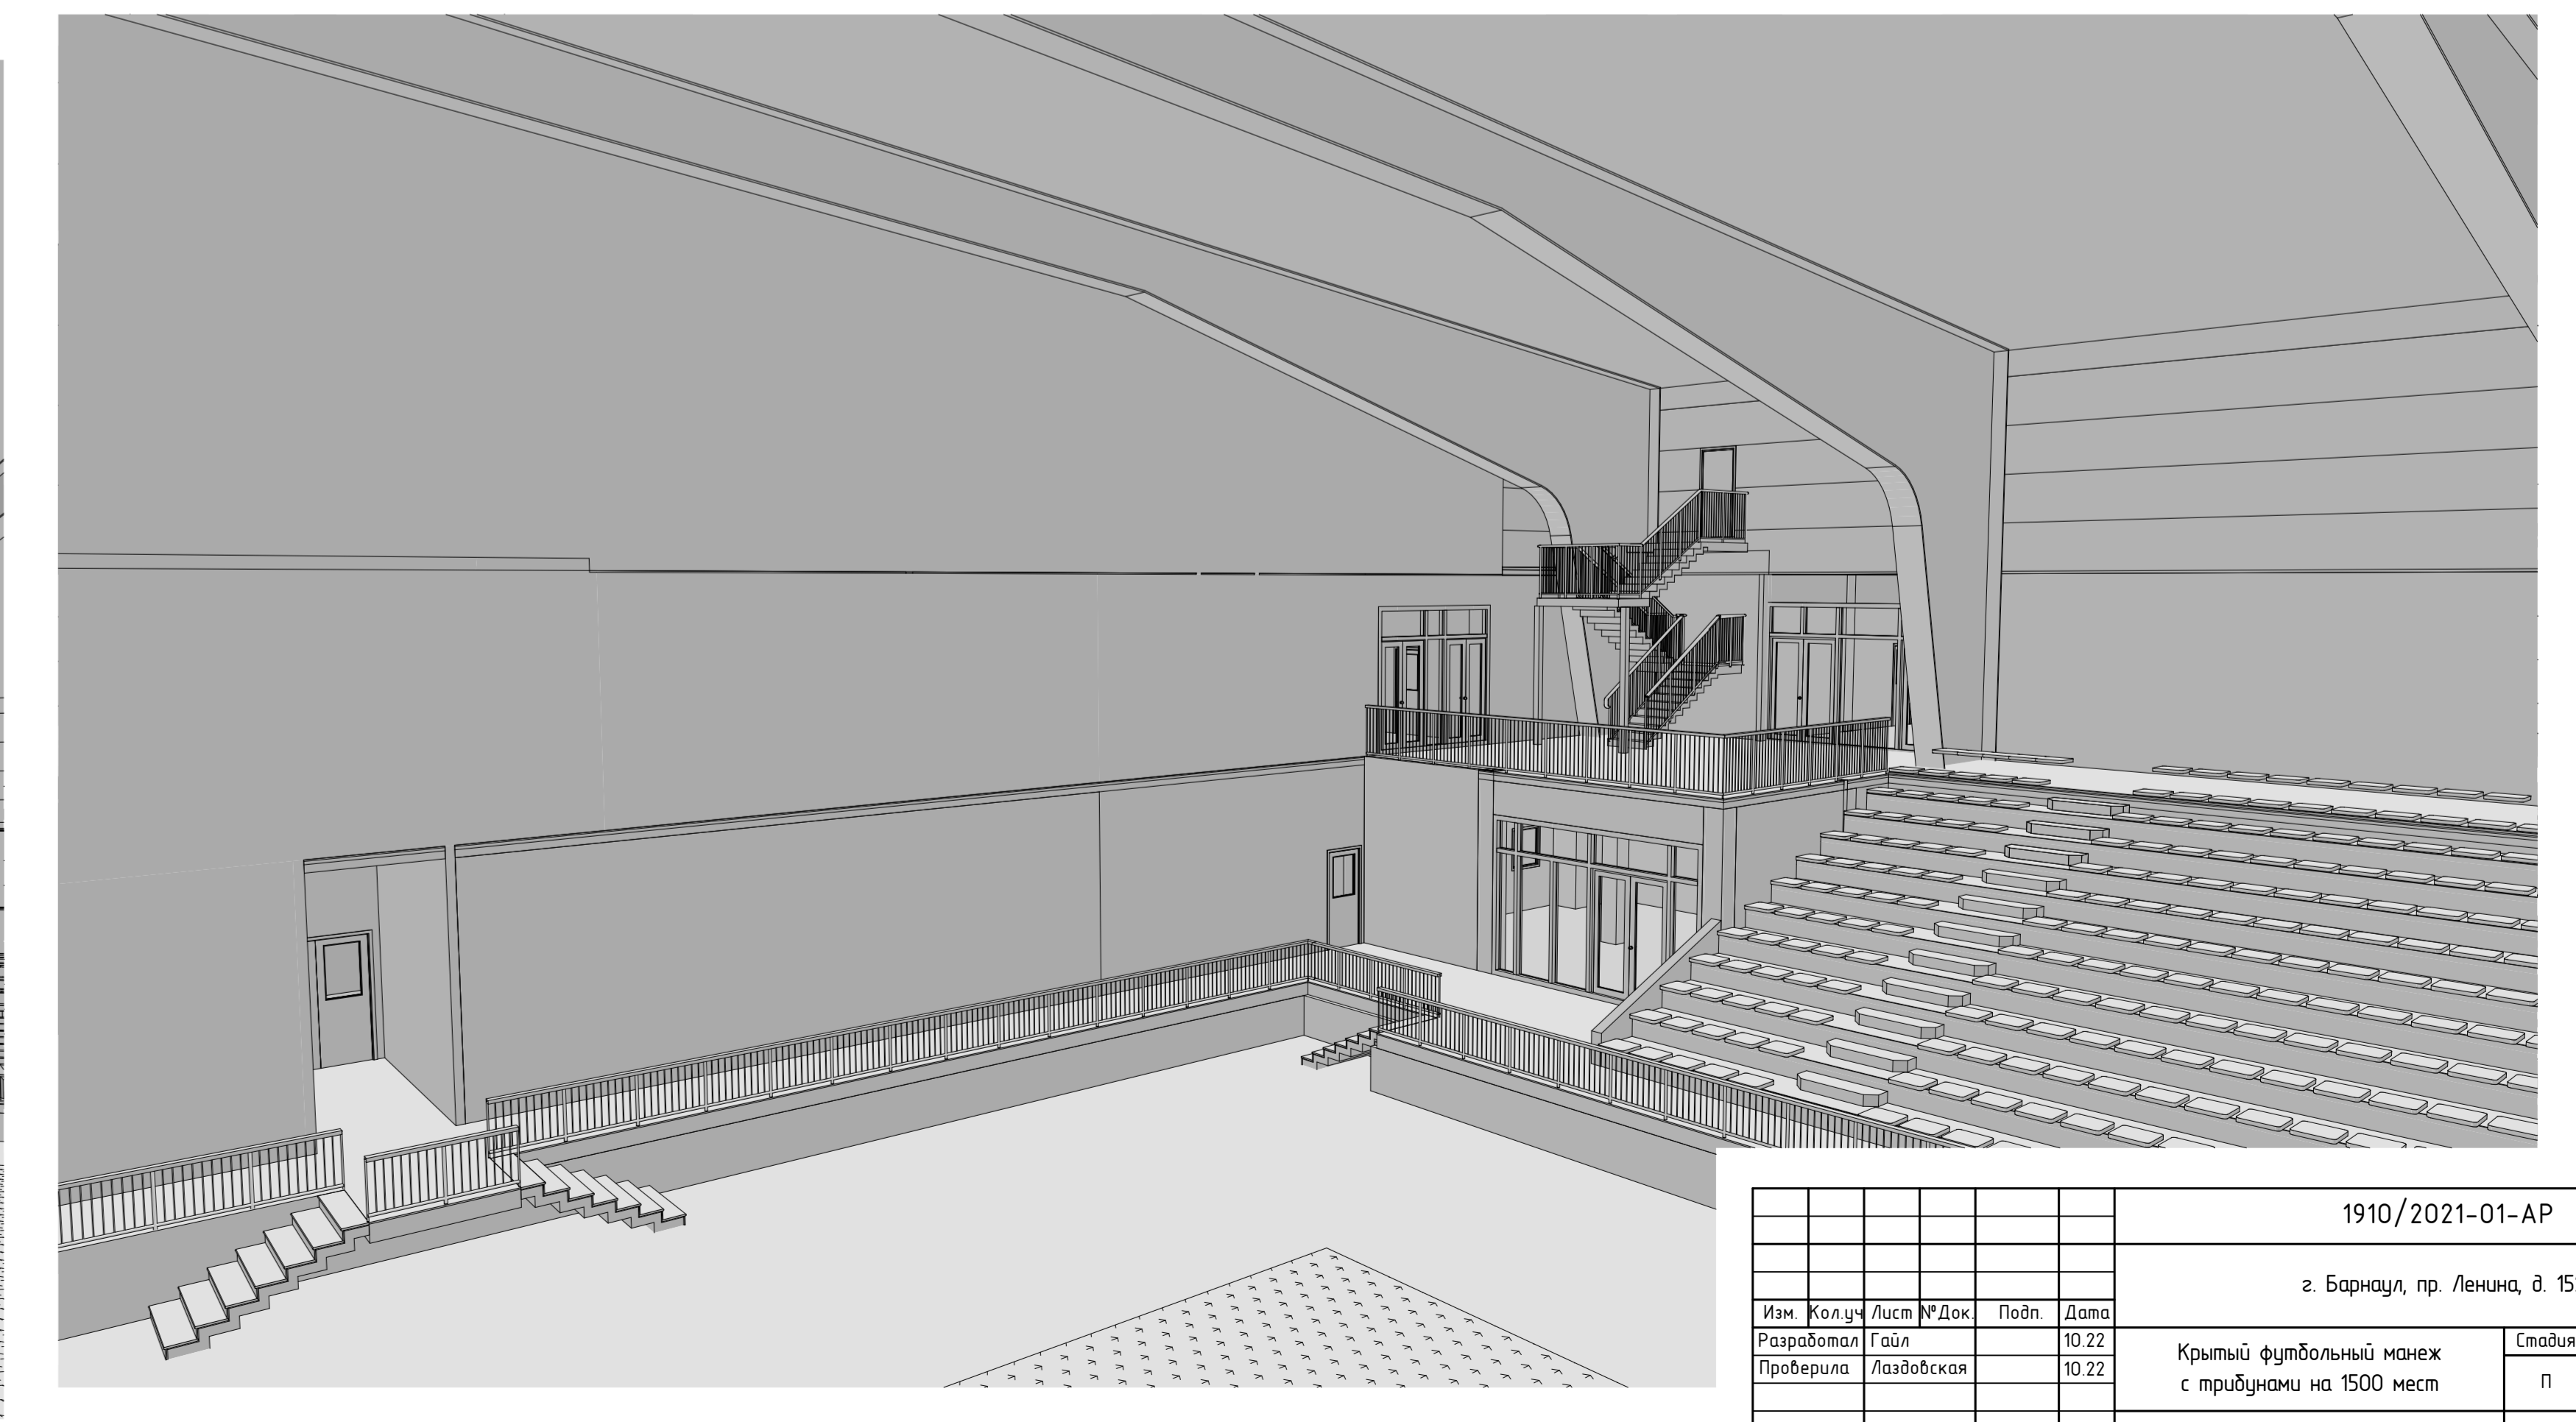 1910/2021-01-АР
г. Барнаул, пр. Ленина, д. 15
Изм. Кол.уч Лист №Док. Подп. Дата
Разработал Гайл 10.22
Проверила Лаздовская 10.22
Крытый футбольный манеж
с трибунами на 1500 мест
Стадия
П